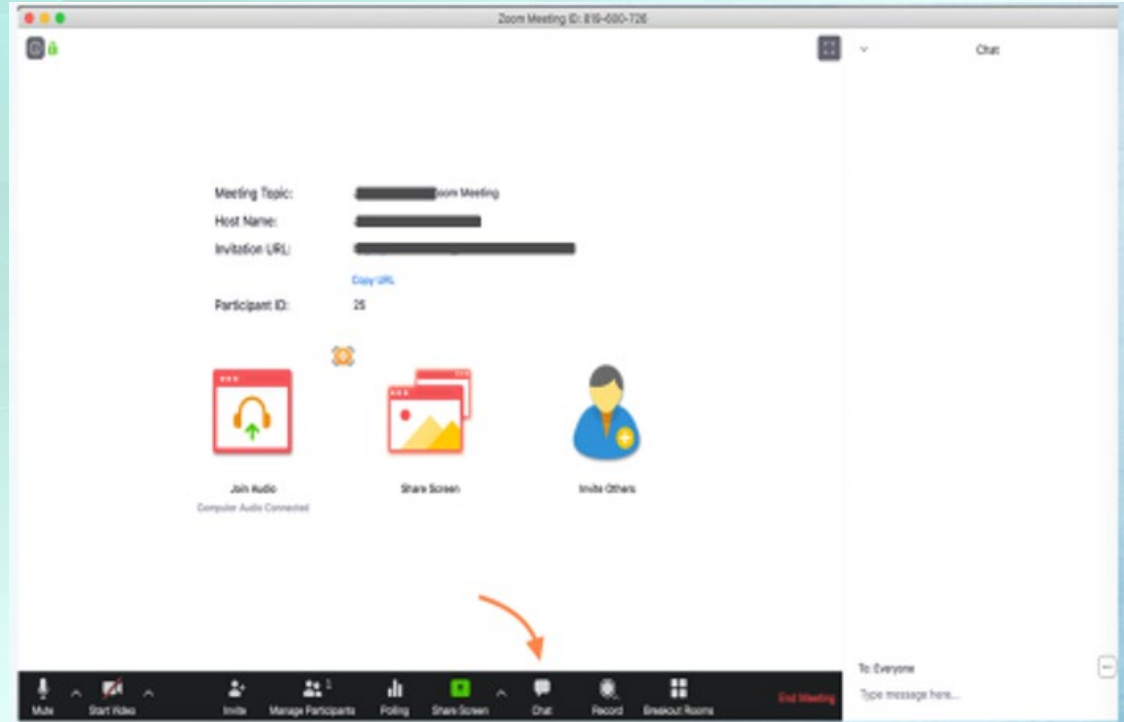 Zoom Meeting ID: 819-600-726
Chat
Meeting Topic: Zoom Meeting
Host Name:
Invitation URL:
Copy URL
Participant ID: 25
Join Audio Share Screen Invite Others
Computer Audio Connected
To: Everyone
Type message here...
1
Mute Start Video Invite Manage Participants Polling Share Screen Chat Record Breakout Rooms End Meeting